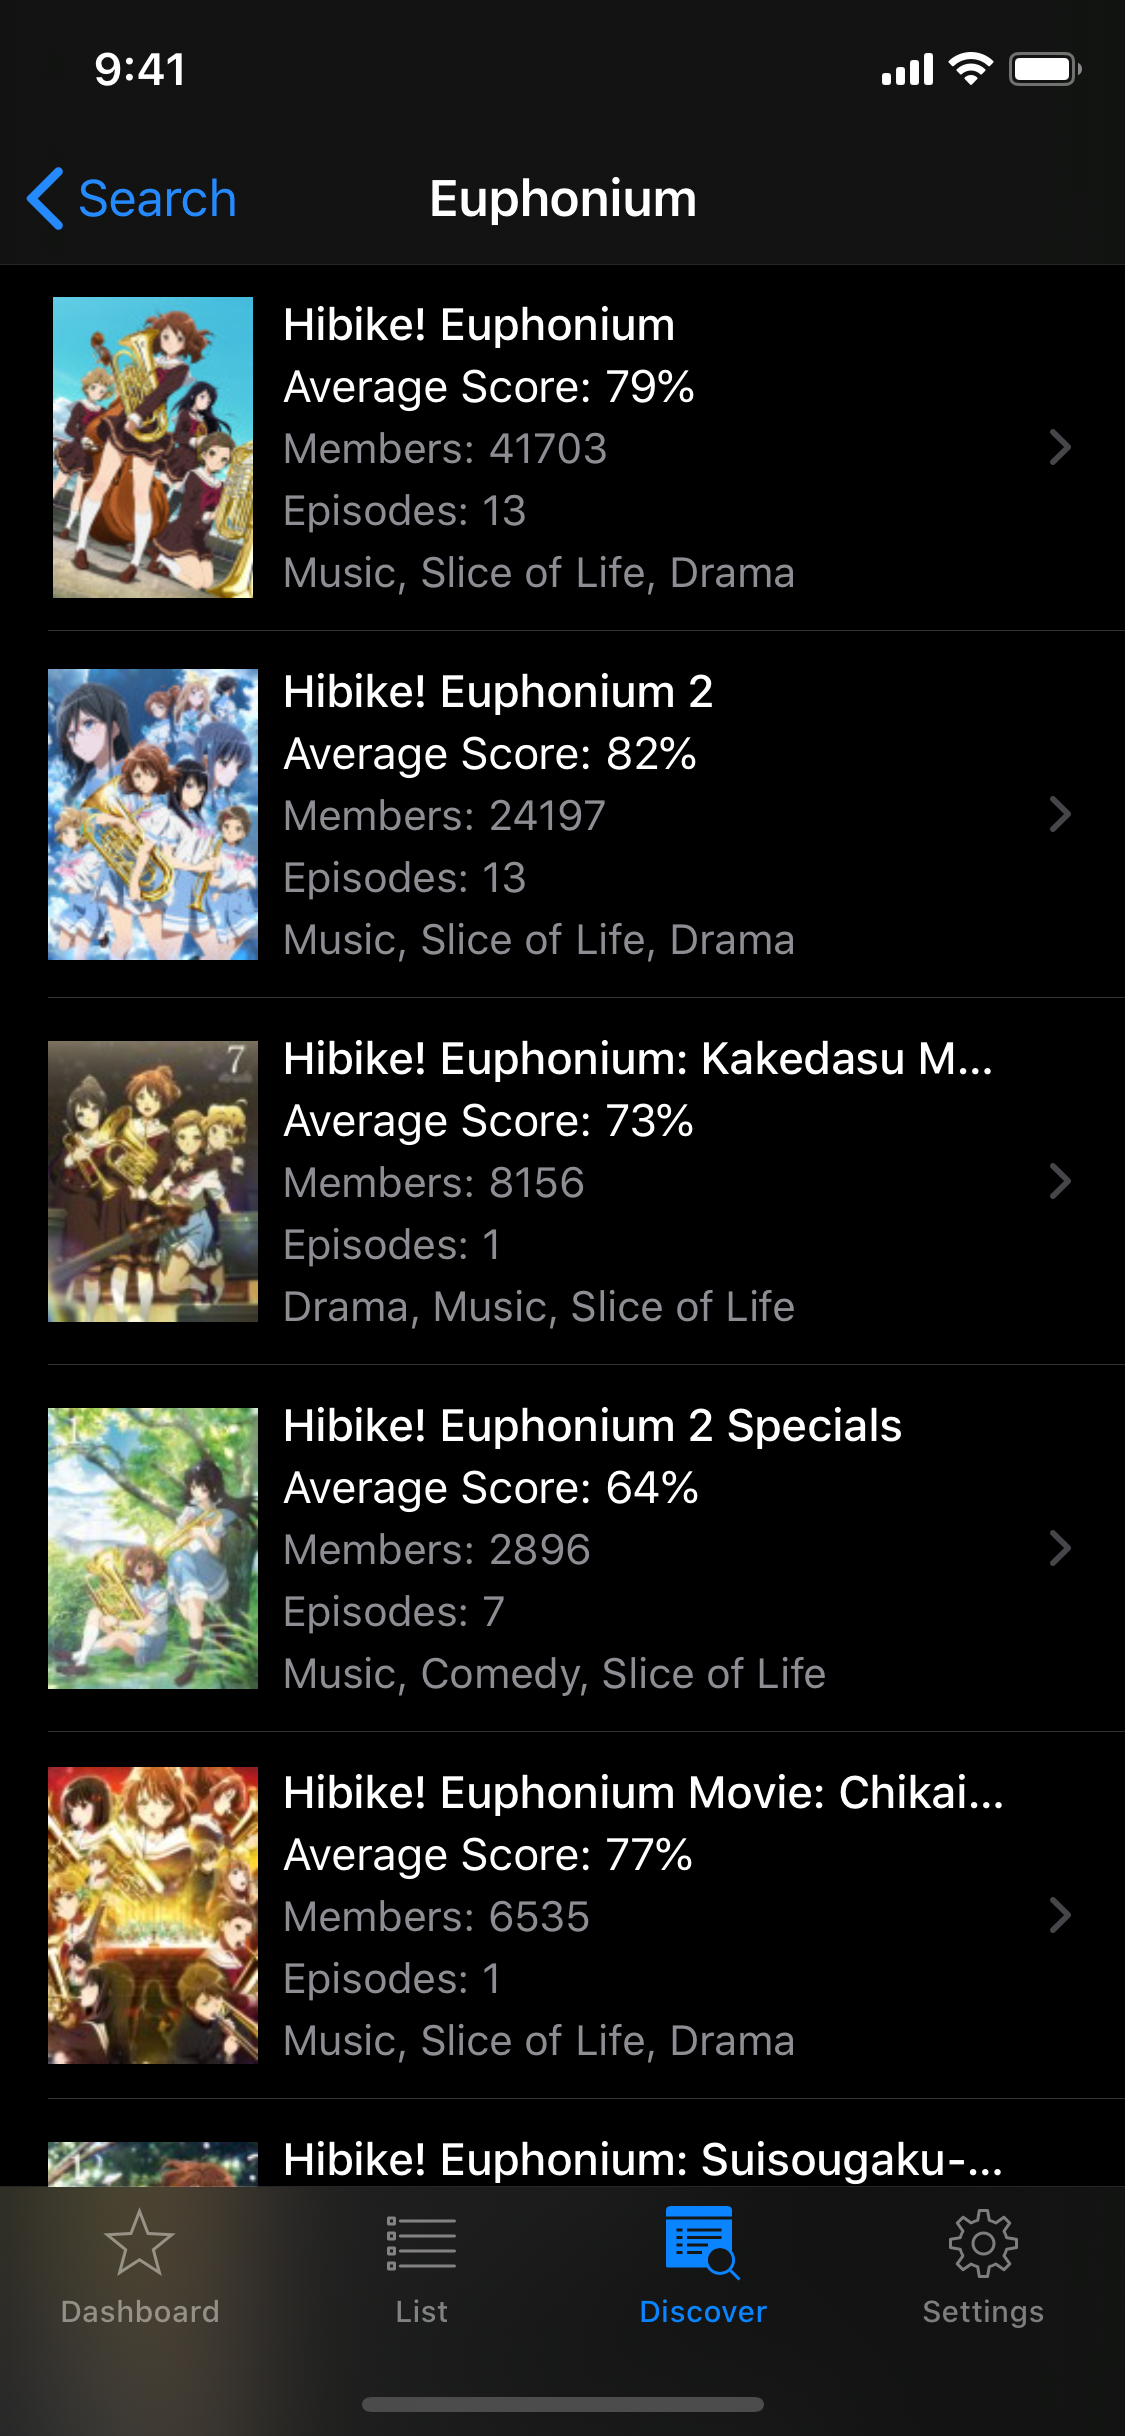 9:41
Search
Euphonium
Hibike! Euphonium
Average Score: 79%
Members: 41703
Episodes: 13
Music, Slice of Life, Drama
Hibike! Euphonium 2
Average Score: 82%
Members: 24197
Episodes: 13
Music, Slice of Life, Drama
7
Hibike! Euphonium: Kakedasu M...
Average Score: 73%
Members: 8156
Episodes: 1
Drama, Music, Slice of Life
1
Hibike! Euphonium 2 Specials
Average Score: 64%
Members: 2896
Episodes: 7
Music, Comedy, Slice of Life
Hibike! Euphonium Movie: Chikai...
Average Score: 77%
Members: 6535
Episodes: 1
Music, Slice of Life, Drama
1
Hibike! Euphonium: Suisougaku-...
Dashboard
List
Discover
Settings